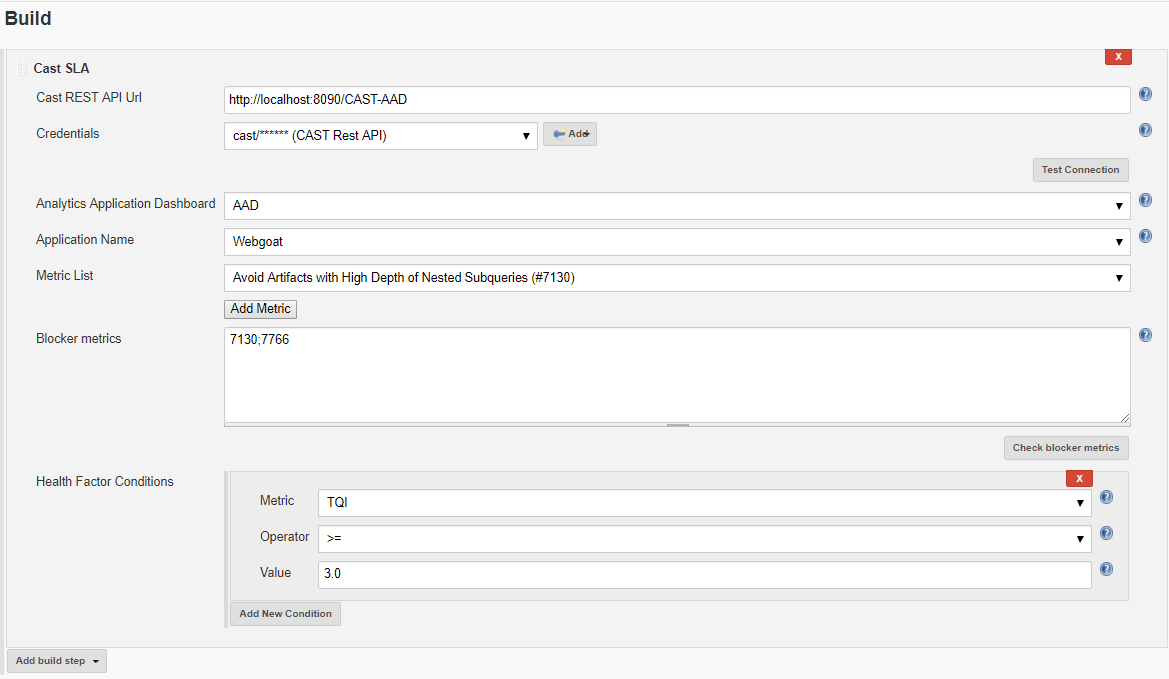 Build
X
Cast SLA
Cast REST API Url http://localhost:8090/CAST-AAD
Credentials cast/****** (CAST Rest API) Add
Test Connection
Analytics Application Dashboard AAD
Application Name Webgoat
Metric List Avoid Artifacts with High Depth of Nested Subqueries (#7130)
Add Metric
Blocker metrics 7130;7766
Check blocker metrics
Health Factor Conditions
X
Metric TQI
Operator >=
Value 3.0
Add New Condition
Add build step